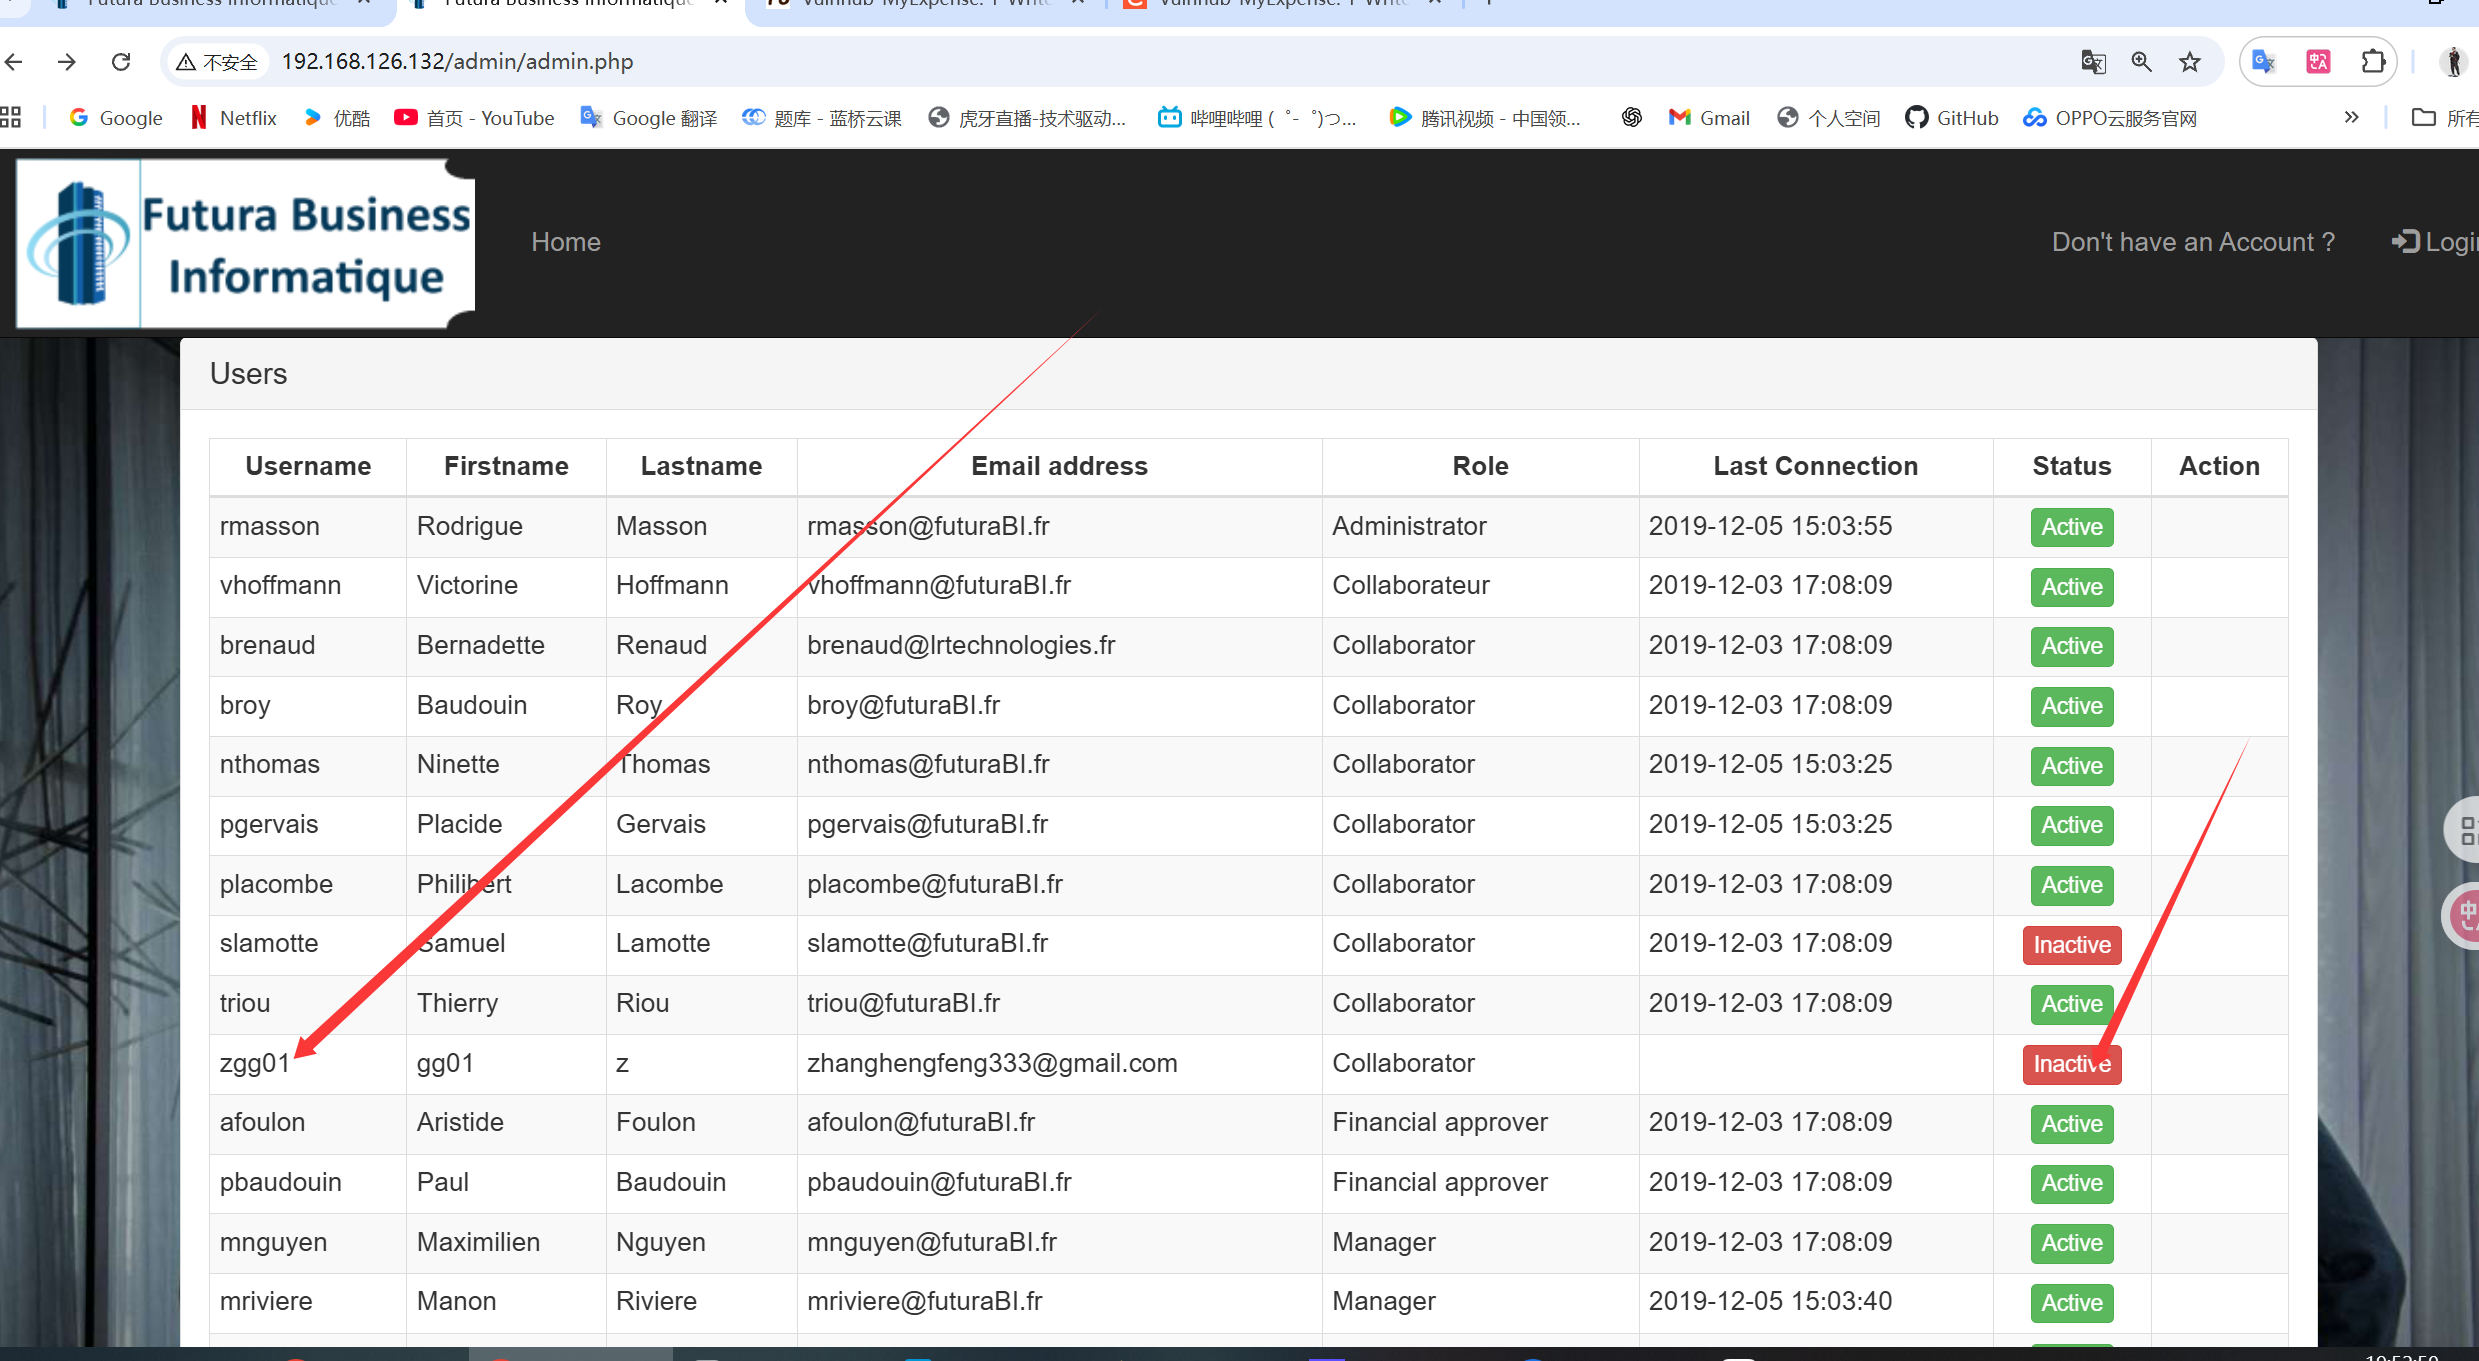 192.168.126.132/admin/admin.php
不安全
Google
Netflix
优酷
首页 - YouTube
Google 翻译
题库 - 蓝桥云课
虎牙直播-技术驱动...
哔哩哔哩 (゜-゜)つ...
腾讯视频 - 中国领...
Gmail
个人空间
GitHub
OPPO云服务官网
所有
Futura Business
Informatique
Home
Don't have an Account ?
Login
Users
Username Firstname Lastname Email address Role Last Connection Status Action
rmasson Rodrigue Masson rmasson@futuraBI.fr Administrator 2019-12-05 15:03:55 Active
vhoffmann Victorine Hoffmann vhoffmann@futuraBI.fr Collaborateur 2019-12-03 17:08:09 Active
brenaud Bernadette Renaud brenaud@lrtechnologies.fr Collaborator 2019-12-03 17:08:09 Active
broy Baudouin Roy broy@futuraBI.fr Collaborator 2019-12-03 17:08:09 Active
nthomas Ninette Thomas nthomas@futuraBI.fr Collaborator 2019-12-05 15:03:25 Active
pgervais Placide Gervais pgervais@futuraBI.fr Collaborator 2019-12-05 15:03:25 Active
placombe Philibert Lacombe placombe@futuraBI.fr Collaborator 2019-12-03 17:08:09 Active
slamotte Samuel Lamotte slamotte@futuraBI.fr Collaborator 2019-12-03 17:08:09 Inactive
triou Thierry Riou triou@futuraBI.fr Collaborator 2019-12-03 17:08:09 Active
zgg01 gg01 z zhanghengfeng333@gmail.com Collaborator Inactive
afoulon Aristide Foulon afoulon@futuraBI.fr Financial approver 2019-12-03 17:08:09 Active
pbaudouin Paul Baudouin pbaudouin@futuraBI.fr Financial approver 2019-12-03 17:08:09 Active
mnguyen Maximilien Nguyen mnguyen@futuraBI.fr Manager 2019-12-03 17:08:09 Active
mriviere Manon Riviere mriviere@futuraBI.fr Manager 2019-12-05 15:03:40 Active